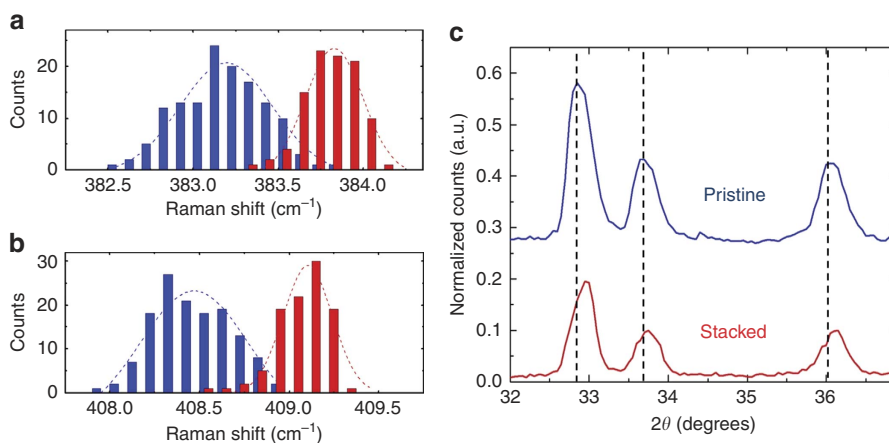 a
20
10
0
Counts
382.5 383.0 383.5 384.0
Raman shift (cm⁻¹)
b
30
20
10
0
Counts
408.0 408.5 409.0 409.5
Raman shift (cm⁻¹)
c
0.6
0.5
0.4
0.3
0.2
0.1
0.0
Normalized counts (a.u.)
Pristine
Stacked
32 33 34 35 36
2θ (degrees)